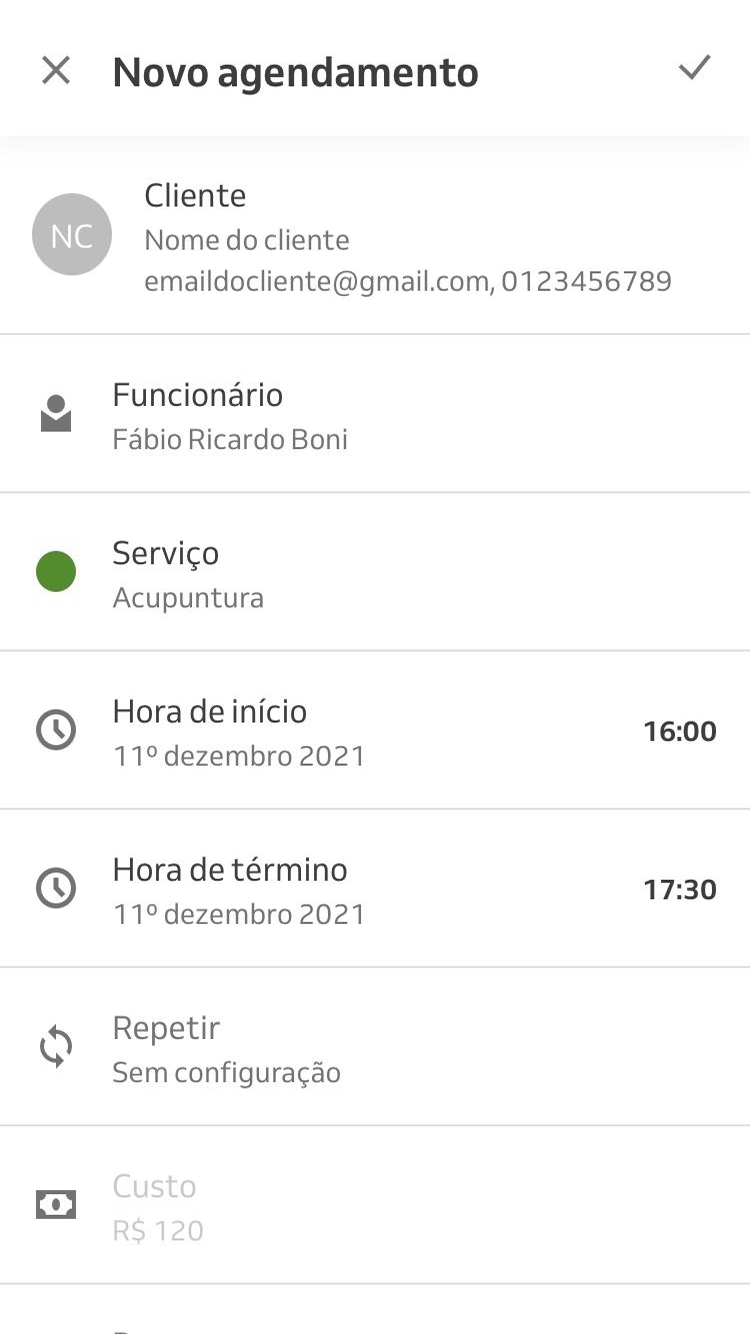 Novo agendamento
Cliente
NC
Nome do cliente
emaildocliente@gmail.com, 0123456789
Funcionário
Fábio Ricardo Boni
Serviço
Acupuntura
Hora de início
11º dezembro 2021
16:00
Hora de término
11º dezembro 2021
17:30
Repetir
Sem configuração
Custo
R$ 120